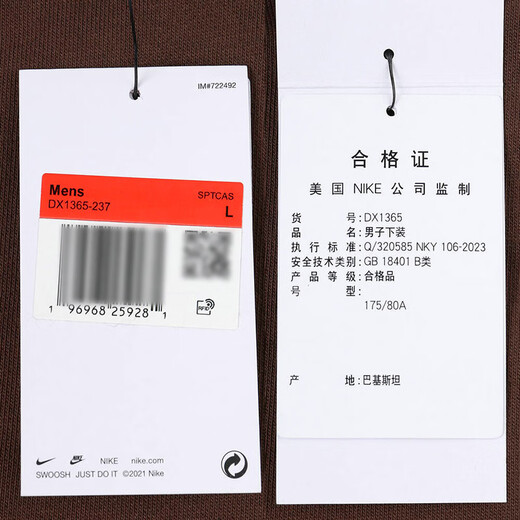 IM#722492
Mens
SPTCAS
DX1365-237
L
RFID
1 96968 25928 1
NIKE nike.com
SWOOSH JUST DO IT ©2021 Nike
合格证
美国 NIKE 公司监制
货号:DX1365
品名:男子下装
执行标准:Q/320585 NKY 106-2023
安全技术类别:GB 18401 B类
产品等级:合格品
号型:
175/80A
产地:巴基斯坦